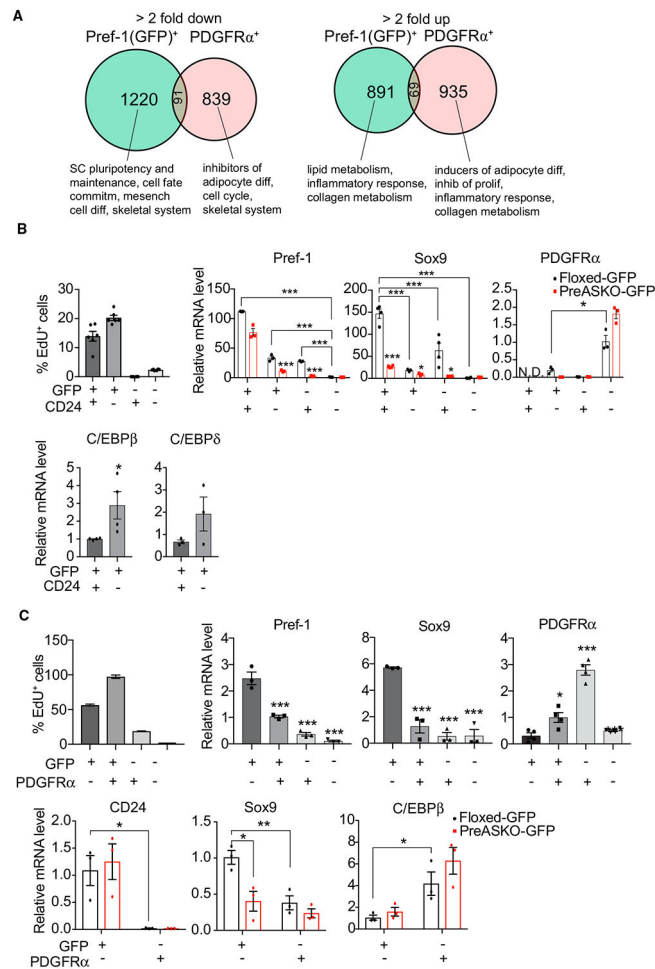 A
> 2 fold down
Pref-1(GFP)+ PDGFRα+
1220 91 839
SC pluripotency and
maintenance, cell fate
commitm, mesench
cell diff, skeletal system
inhibitors of
adipocyte diff,
cell cycle,
skeletal system
> 2 fold up
Pref-1(GFP)+ PDGFRα+
891 69 935
lipid metabolism,
inflammatory response,
collagen metabolism
inducers of adipocyte diff,
inhib of prolif,
inflammatory response,
collagen metabolism
B
% EdU+ cells
30
20
10
0
GFP + + - -
CD24 + - + -
Pref-1
Relative mRNA level
150
100
50
0
***
***
***
*** ***
+ + - -
+ - + -
Sox9
200
150
100
50
0
***
***
***
*** * *
+ + - -
+ - + -
PDGFRα
Floxed-GFP
PreASKO-GFP
2.5
2.0
1.5
1.0
0.5
0.0
*
N.D.
+ + - -
+ - + -
C/EBPβ
Relative mRNA level
5
4
3
2
1
0
*
GFP + +
CD24 + -
C/EBPδ
4
3
2
1
0
+ +
+ -
C
% EdU+ cells
150
100
50
0
GFP + + - -
PDGFRα - + + -
Pref-1
Relative mRNA level
4
3
2
1
0
*** *** ***
+ + - -
- + + -
Sox9
8
6
4
2
0
*** *** ***
+ + - -
- + + -
PDGFRα
4
3
2
1
0
* ***
+ + - -
- + + -
CD24
Relative mRNA level
2.0
1.5
1.0
0.5
0.0
*
GFP + -
PDGFRα - +
Sox9
1.5
1.0
0.5
0.0
**
*
+ -
- +
C/EBPβ
Floxed-GFP
PreASKO-GFP
8
6
4
2
0
*
+ -
- +